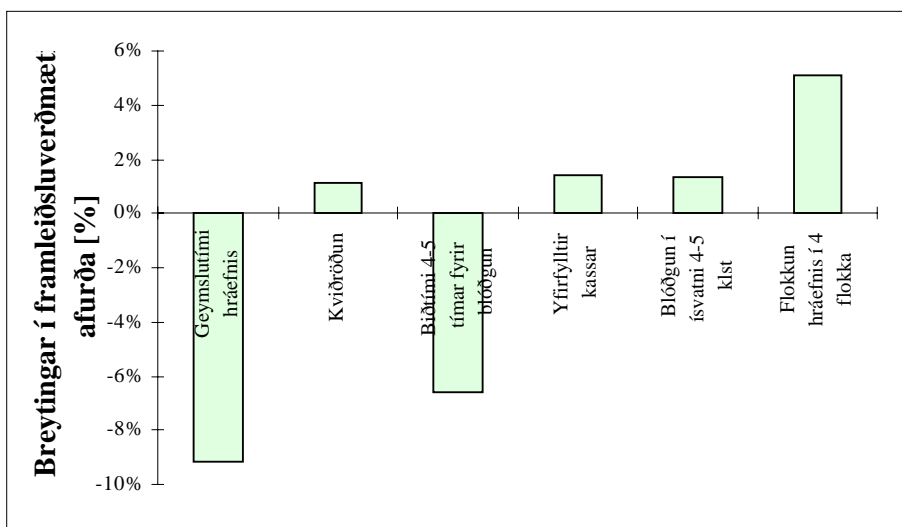 Breytingar í framleiðsluverðmæt
afurða [%]
6%
4%
2%
0%
-2%
-4%
-6%
-8%
-10%
Geymslutími
hráefnis
Kviðröðun
Biðtími 4-5
tímar fyrir
blóðgun
Yfirfylltir
kassar
Blóðgun í
ísvatni 4-5
klst
Flokkun
hráefnis í 4
flokka